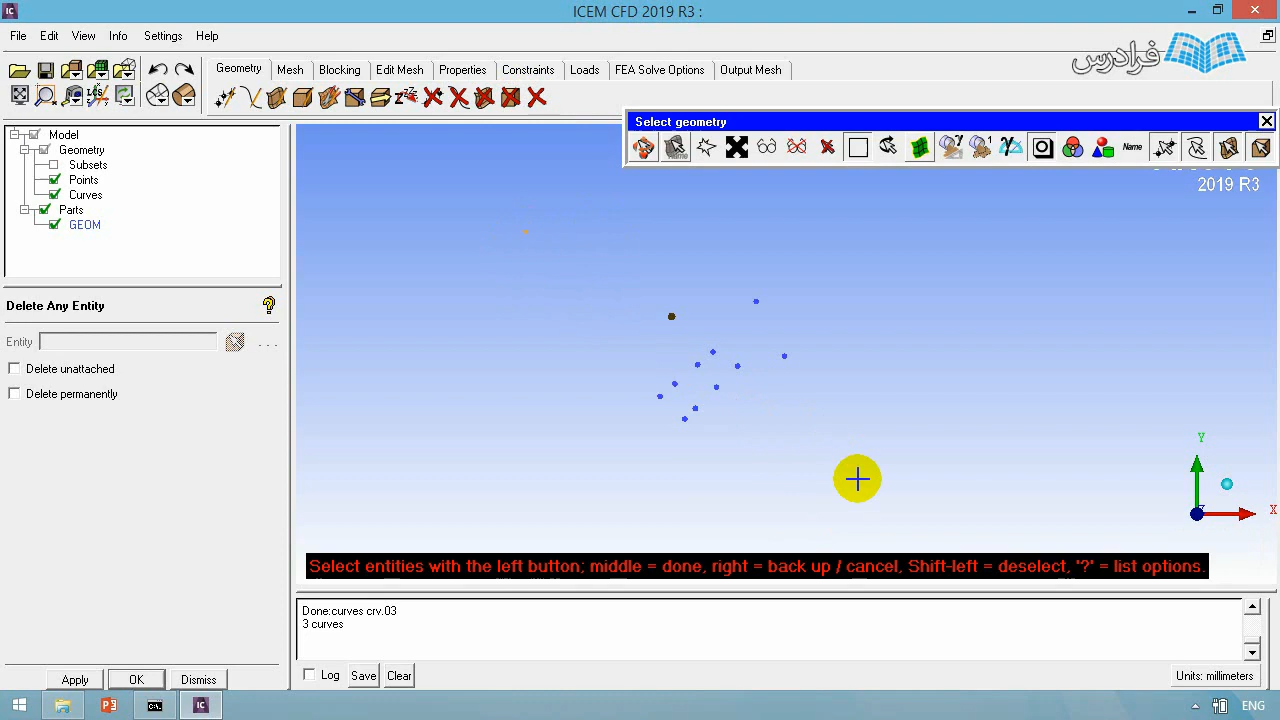 ICEM CFD 2019 R3 :
File Edit View Info Settings Help
فرادرس
Geometry Mesh Blocking Edit Mesh Properties Loads FEA Solve Options Output Mesh
Select geometry
Name
2019 R3
Model
Geometry
Subsets
Points
Curves
Parts
GEOM
Delete Any Entity
Entity
Delete unattached
Delete permanently
Y
X
Select entities with the left button; middle = done, right = back up / cancel, Shift-left = deselect, '?' = list options.
Done:curves crv.03
3 curves
Apply OK Dismiss
Log Save Clear
Units: millimeters
ENG